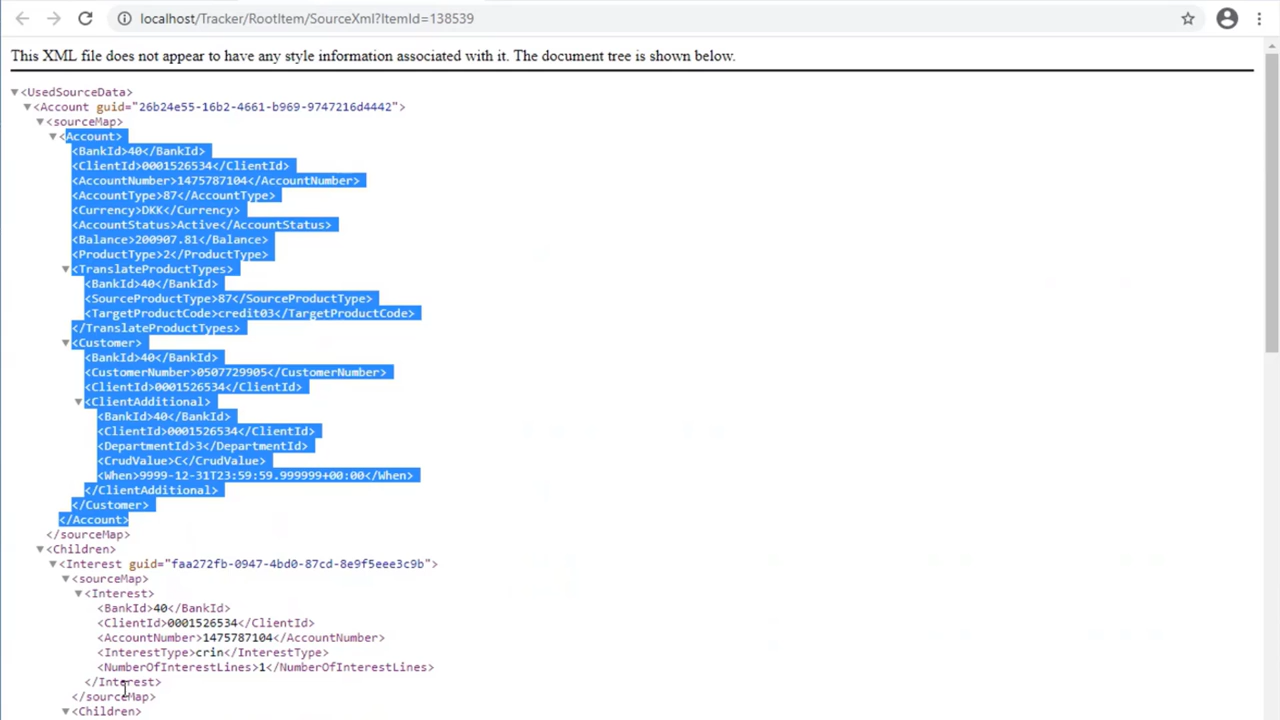 localhost/Tracker/RootItem/SourceXml?ItemId=138539
This XML file does not appear to have any style information associated with it. The document tree is shown below.
<UsedSourceData>
<Account guid="26b24e55-16b2-4661-b969-9747216d4442">
<sourceMap>
<Account>
<BankId>40</BankId>
<ClientId>0001526534</ClientId>
<AccountNumber>1475787104</AccountNumber>
<AccountType>87</AccountType>
<Currency>DKK</Currency>
<AccountStatus>Active</AccountStatus>
<Balance>200907.81</Balance>
<ProductType>2</ProductType>
<TranslateProductTypes>
<BankId>40</BankId>
<SourceProductType>87</SourceProductType>
<TargetProductCode>credit03</TargetProductCode>
</TranslateProductTypes>
<Customer>
<BankId>40</BankId>
<CustomerNumber>0507729905</CustomerNumber>
<ClientId>0001526534</ClientId>
<ClientAdditional>
<BankId>40</BankId>
<ClientId>0001526534</ClientId>
<DepartmentId>3</DepartmentId>
<CrudValue>C</CrudValue>
<When>9999-12-31T23:59:59.999999+00:00</When>
</ClientAdditional>
</Customer>
</Account>
</sourceMap>
<Children>
<Interest guid="faa272fb-0947-4bd0-87cd-8e9f5eee3c9b">
<sourceMap>
<Interest>
<BankId>40</BankId>
<ClientId>0001526534</ClientId>
<AccountNumber>1475787104</AccountNumber>
<InterestType>crin</InterestType>
<NumberOfInterestLines>1</NumberOfInterestLines>
</Interest>
</sourceMap>
<Children>